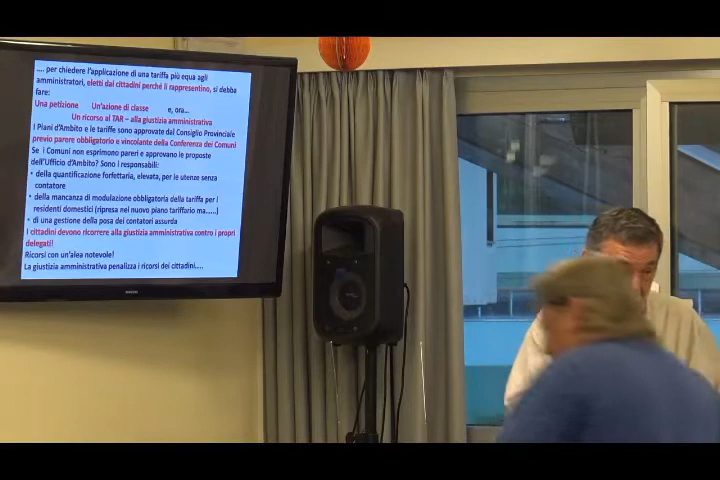 .... per chiedere l'applicazione di una tariffa più equa agli
amministratori, eletti dai cittadini perché li rappresentino, si debba
fare:
Una petizione Un'azione di classe e, ora...
Un ricorso al TAR – alla giustizia amministrativa
I Piani d'Ambito e le tariffe sono approvate dal Consiglio Provinciale
previo parere obbligatorio e vincolante della Conferenza dei Comuni
Se i Comuni non esprimono pareri e approvano le proposte
dell'Ufficio d'Ambito? Sono i responsabili:
• della quantificazione forfettaria, elevata, per le utenze senza
contatore
• della mancanza di modulazione obbligatoria della tariffa per i
residenti domestici (ripresa nel nuovo piano tariffario ma......)
• di una gestione della posa dei contatori assurda
I cittadini devono ricorrere alla giustizia amministrativa contro i propri
delegati!
Ricorsi con un'alea notevole!
La giustizia amministrativa penalizza i ricorsi dei cittadini.....